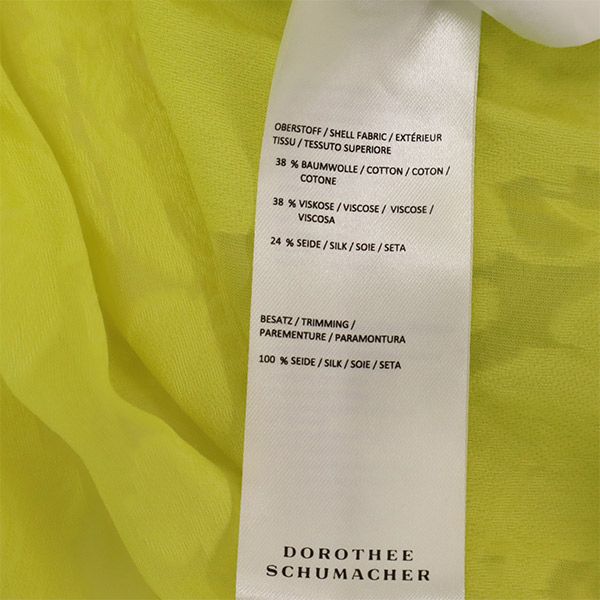 OBERSTOFF / SHELL FABRIC / EXTÉRIEUR
TISSU / TESSUTO SUPERIORE
38 % BAUMWOLLE / COTTON / COTON /
COTONE
38 % VISKOSE / VISCOSE / VISCOSE /
VISCOSA
24 % SEIDE / SILK / SOIE / SETA
BESATZ / TRIMMING /
PAREMENTURE / PARAMONTURA
100 % SEIDE / SILK / SOIE / SETA
DOROTHEE
SCHUMACHER